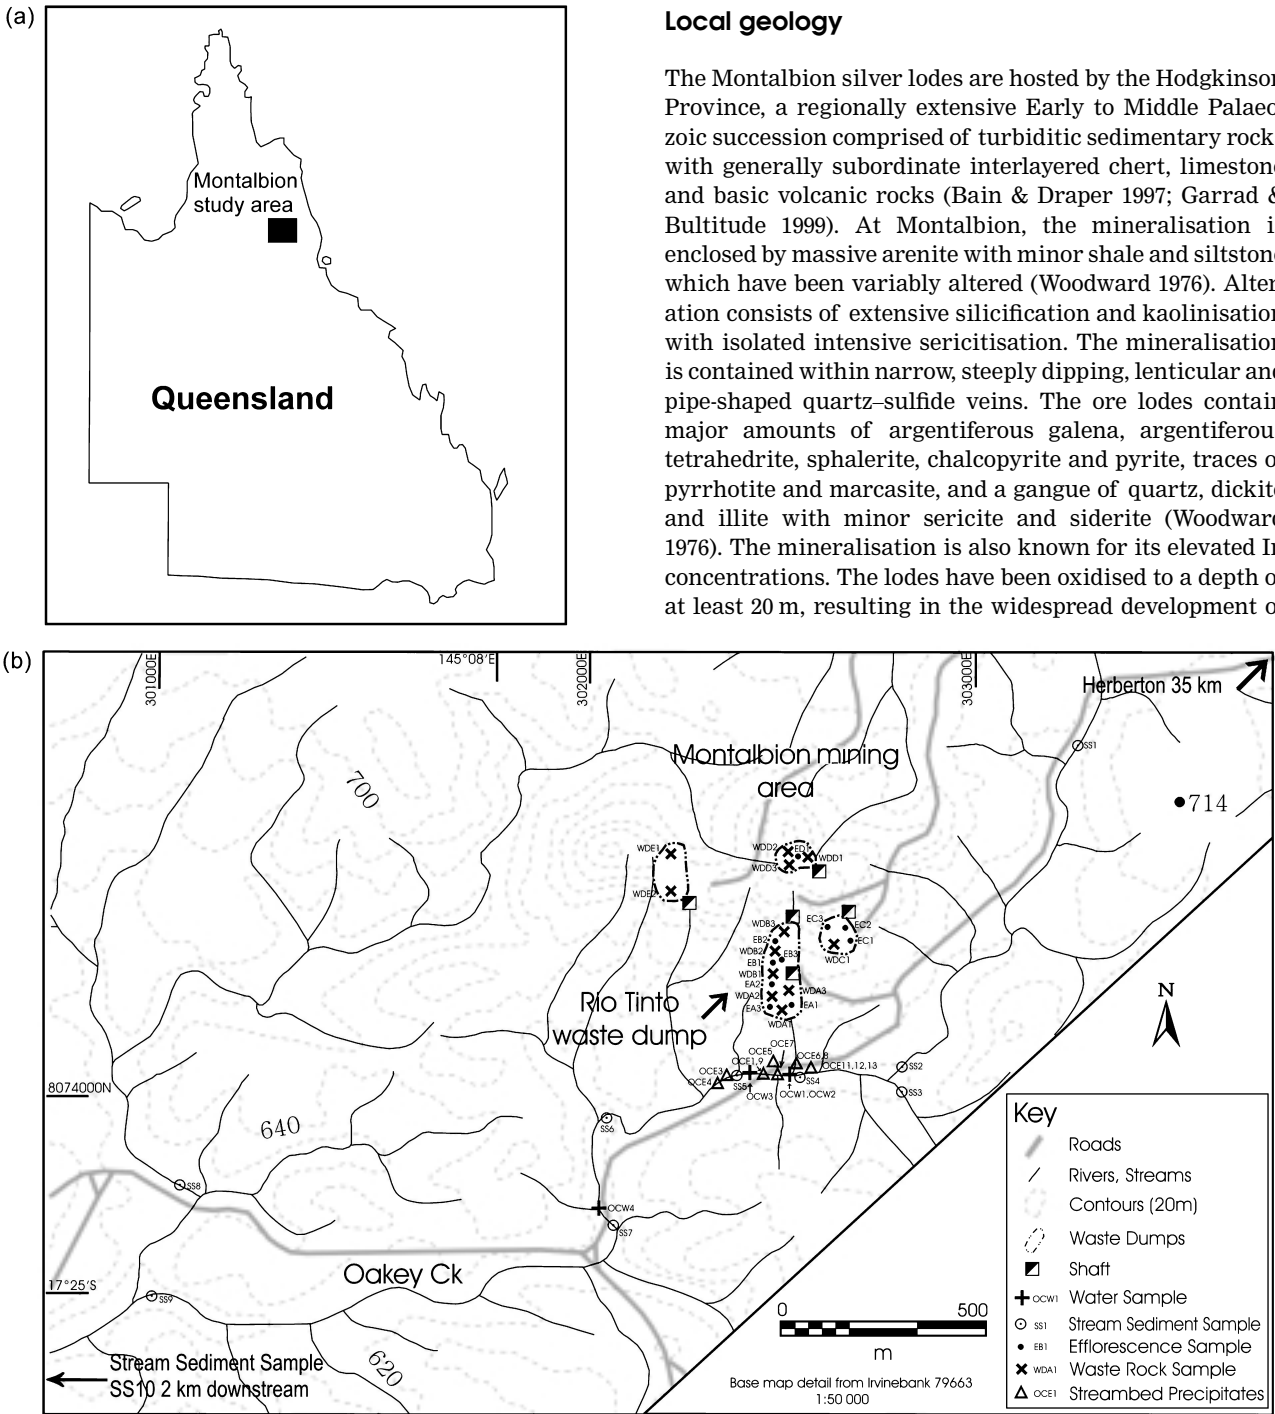 (a)
Montalbion
study area
Queensland
Local geology
The Montalbion silver lodes are hosted by the Hodgkinson
Province, a regionally extensive Early to Middle Palaeo
zoic succession comprised of turbiditic sedimentary rock
with generally subordinate interlayered chert, limestone
and basic volcanic rocks (Bain & Draper 1997; Garrad &
Bultitude 1999). At Montalbion, the mineralisation i
enclosed by massive arenite with minor shale and siltstone
which have been variably altered (Woodward 1976). Alter
ation consists of extensive silicification and kaolinisation
with isolated intensive sericitisation. The mineralisation
is contained within narrow, steeply dipping, lenticular and
pipe-shaped quartz–sulfide veins. The ore lodes contain
major amounts of argentiferous galena, argentiferou
tetrahedrite, sphalerite, chalcopyrite and pyrite, traces o
pyrrhotite and marcasite, and a gangue of quartz, dickite
and illite with minor sericite and siderite (Woodward
1976). The mineralisation is also known for its elevated In
concentrations. The lodes have been oxidised to a depth o
at least 20 m, resulting in the widespread development o
(b)
301000E
145°08'E
302000E
303000E
Herberton 35 km
SS1
Montalbion mining
area
700
714
WDE1
WDE2
WDD2
ED1
WDD1
WDD3
WDB3
EB2
WDB2
EB3
EB1
WDB1
EA2
WDA2
WDA3
EA3
EA1
WDA1
EC3
EC2
EC1
WDC1
Rio Tinto
waste dump
N
OCE7
OCE5
OCE6,8
OCE1,9
OCE11,12,13
OCE3
OCE4
SS5
SS4
OCW3
OCW1,OCW2
SS2
SS3
8074000N
640
SS6
SS8
OCW4
SS7
17°25'S
Oakey Ck
SS9
620
Stream Sediment Sample
SS10 2 km downstream
0 500
m
Base map detail from Irvinebank 79663
1:50 000
Key
Roads
Rivers, Streams
Contours (20m)
Waste Dumps
Shaft
OCW1 Water Sample
SS1 Stream Sediment Sample
EB1 Efflorescence Sample
WDA1 Waste Rock Sample
OCE1 Streambed Precipitates